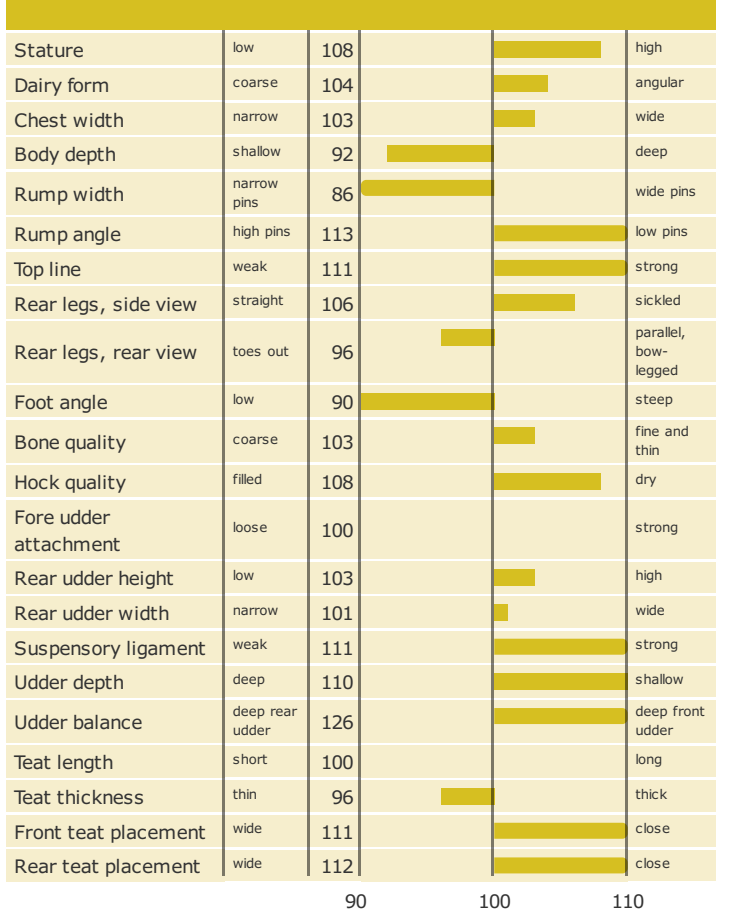 Stature low 108 high
Dairy form coarse 104 angular
Chest width narrow 103 wide
Body depth shallow 92 deep
Rump width narrow pins 86 wide pins
Rump angle high pins 113 low pins
Top line weak 111 strong
Rear legs, side view straight 106 sickled
Rear legs, rear view toes out 96 parallel, bow-legged
Foot angle low 90 steep
Bone quality coarse 103 fine and thin
Hock quality filled 108 dry
Fore udder attachment loose 100 strong
Rear udder height low 103 high
Rear udder width narrow 101 wide
Suspensory ligament weak 111 strong
Udder depth deep 110 shallow
Udder balance deep rear udder 126 deep front udder
Teat length short 100 long
Teat thickness thin 96 thick
Front teat placement wide 111 close
Rear teat placement wide 112 close
90 100 110